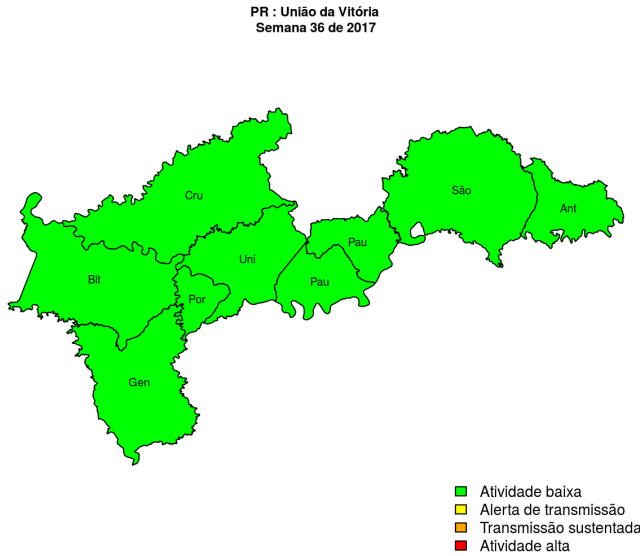 PR : União da Vitória
Semana 36 de 2017
Cru
São
Ant
Pau
Uni
Bit
Pau
Por
Gen
Atividade baixa
Alerta de transmissão
Transmissão sustentada
Atividade alta